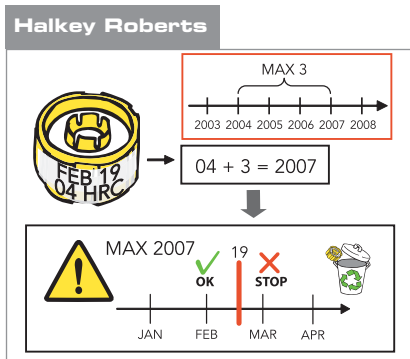 Halkey Roberts
MAX 3
2003 2004 2005 2006 2007 2008
FEB 19
04 HRC
04 + 3 = 2007
MAX 2007
19
OK
STOP
JAN FEB MAR APR